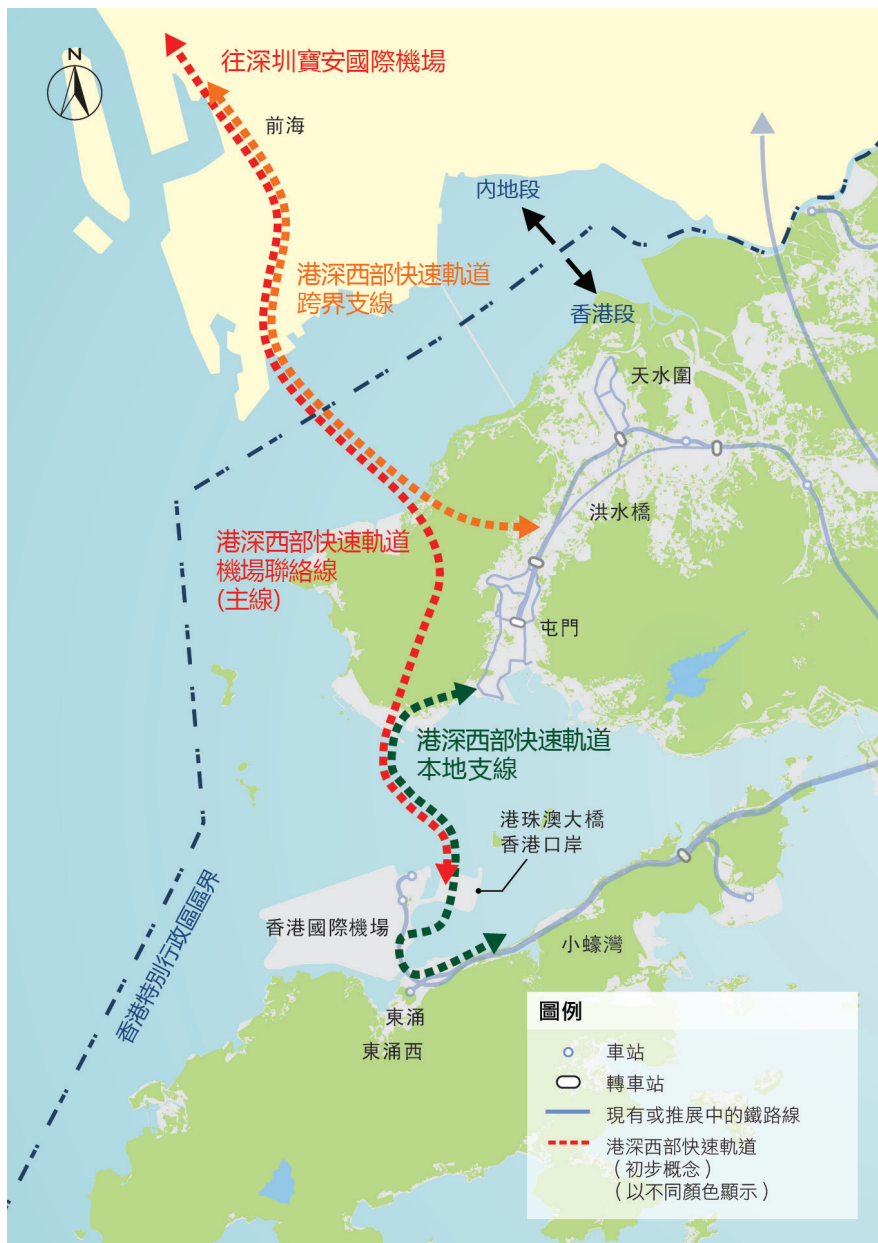 N
往深圳寶安國際機場
前海
内地段
港深西部快速軌道
跨界支線
香港段
天水圍
洪水橋
港深西部快速軌道
機場聯絡線
(主線)
屯門
港深西部快速軌道
本地支線
港珠澳大橋
香港口岸
香港特別行政區區界
香港國際機場
小蠔灣
東涌
東涌西
圖例
車站
轉車站
現有或推展中的鐵路線
港深西部快速軌道
（初步概念）
（以不同顏色顯示）